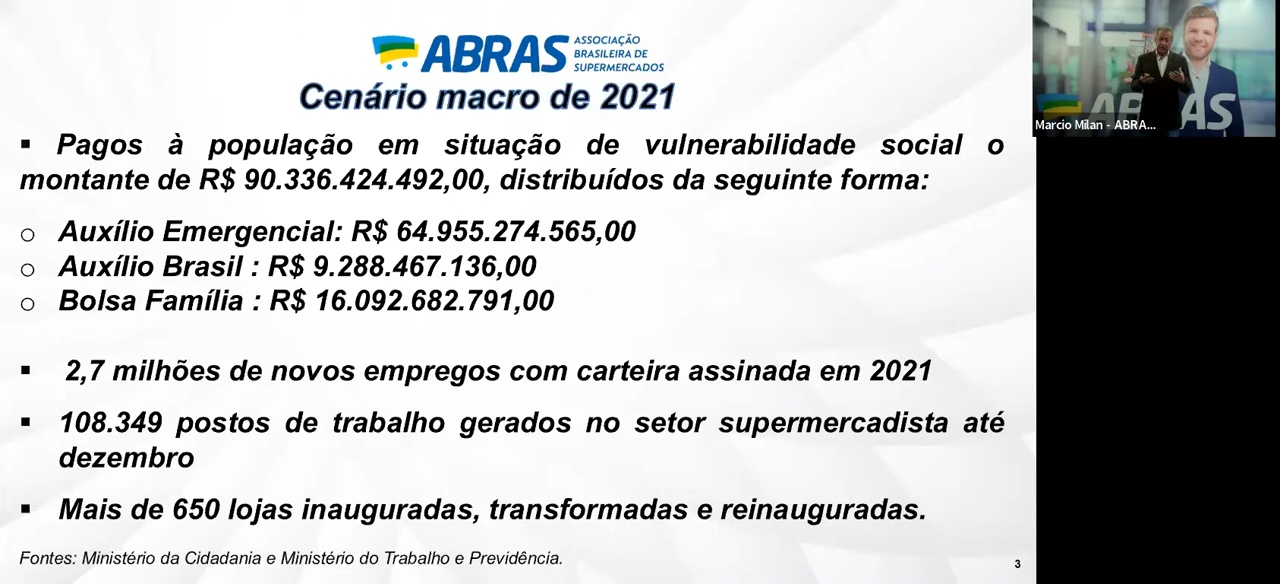 ABRAS ASSOCIAÇÃO
BRASILEIRA DE
SUPERMERCADOS
Cenário macro de 2021
▪ Pagos à população em situação de vulnerabilidade social o
montante de R$ 90.336.424.492,00, distribuídos da seguinte forma:
o Auxílio Emergencial: R$ 64.955.274.565,00
o Auxílio Brasil : R$ 9.288.467.136,00
o Bolsa Família : R$ 16.092.682.791,00
▪ 2,7 milhões de novos empregos com carteira assinada em 2021
▪ 108.349 postos de trabalho gerados no setor supermercadista até
dezembro
▪ Mais de 650 lojas inauguradas, transformadas e reinauguradas.
Fontes: Ministério da Cidadania e Ministério do Trabalho e Previdência.
3
Marcio Milan - ABRA...